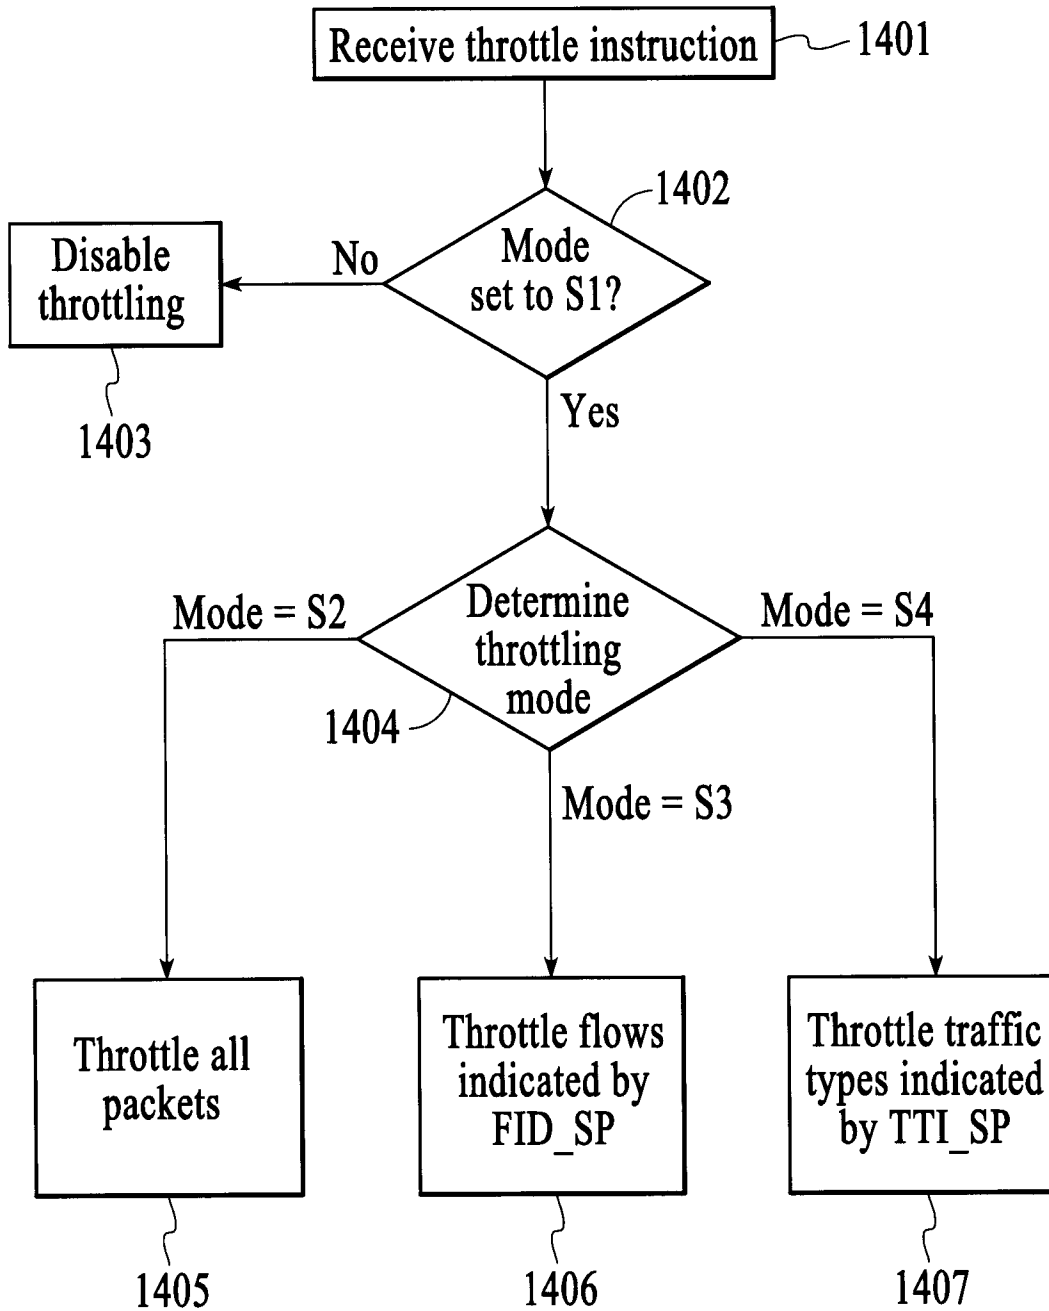 Receive throttle instruction
1401
1402
Mode
set to S1?
No
Disable
throttling
1403
Yes
Determine
throttling
mode
Mode = S2
Mode = S4
1404
Mode = S3
Throttle all
packets
Throttle flows
indicated by
FID_SP
Throttle traffic
types indicated
by TTI_SP
1405
1406
1407